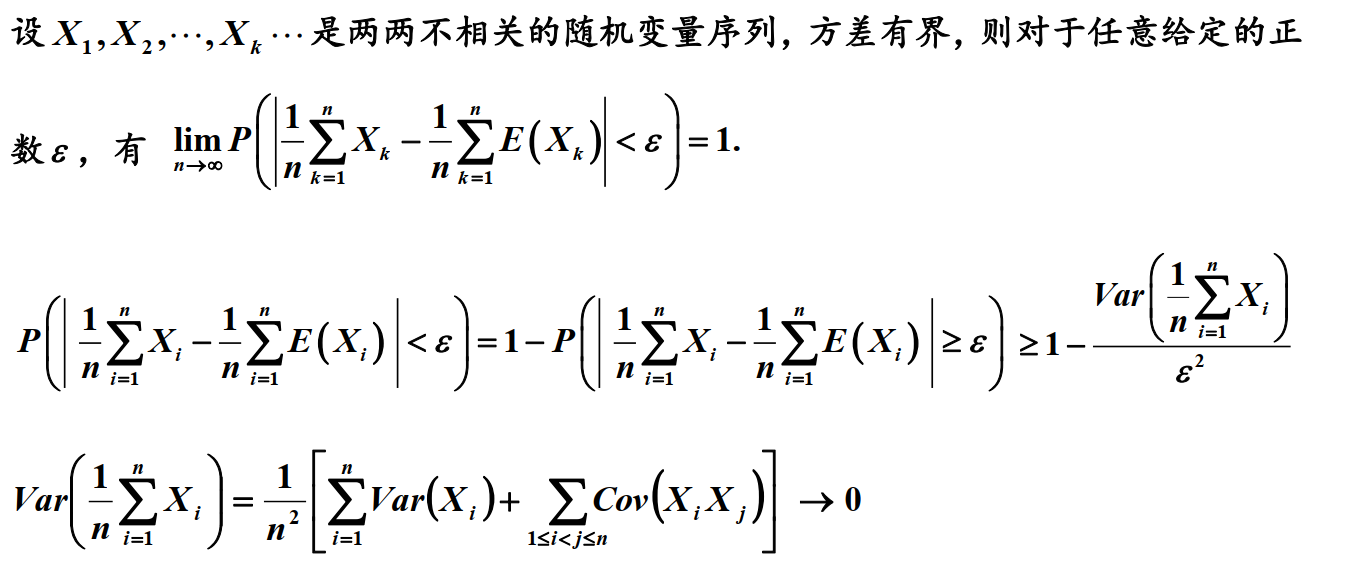 设 $X_1, X_2, \cdots, X_k \cdots$ 是两两不相关的随机变量序列，方差有界，则对于任意给定的正
数 $\varepsilon$，有 $\lim_{n \to \infty} P\left( \left| \frac{1}{n} \sum_{k=1}^{n} X_k - \frac{1}{n} \sum_{k=1}^{n} E(X_k) \right| < \varepsilon \right) = 1.$
$P\left( \left| \frac{1}{n} \sum_{i=1}^{n} X_i - \frac{1}{n} \sum_{i=1}^{n} E(X_i) \right| < \varepsilon \right) = 1 - P\left( \left| \frac{1}{n} \sum_{i=1}^{n} X_i - \frac{1}{n} \sum_{i=1}^{n} E(X_i) \right| \geq \varepsilon \right) \geq 1 - \frac{Var\left( \frac{1}{n} \sum_{i=1}^{n} X_i \right)}{\varepsilon^2}$
$Var\left( \frac{1}{n} \sum_{i=1}^{n} X_i \right) = \frac{1}{n^2} \left[ \sum_{i=1}^{n} Var(X_i) + \sum_{1 \leq i < j \leq n} Cov(X_i X_j) \right] \to 0$